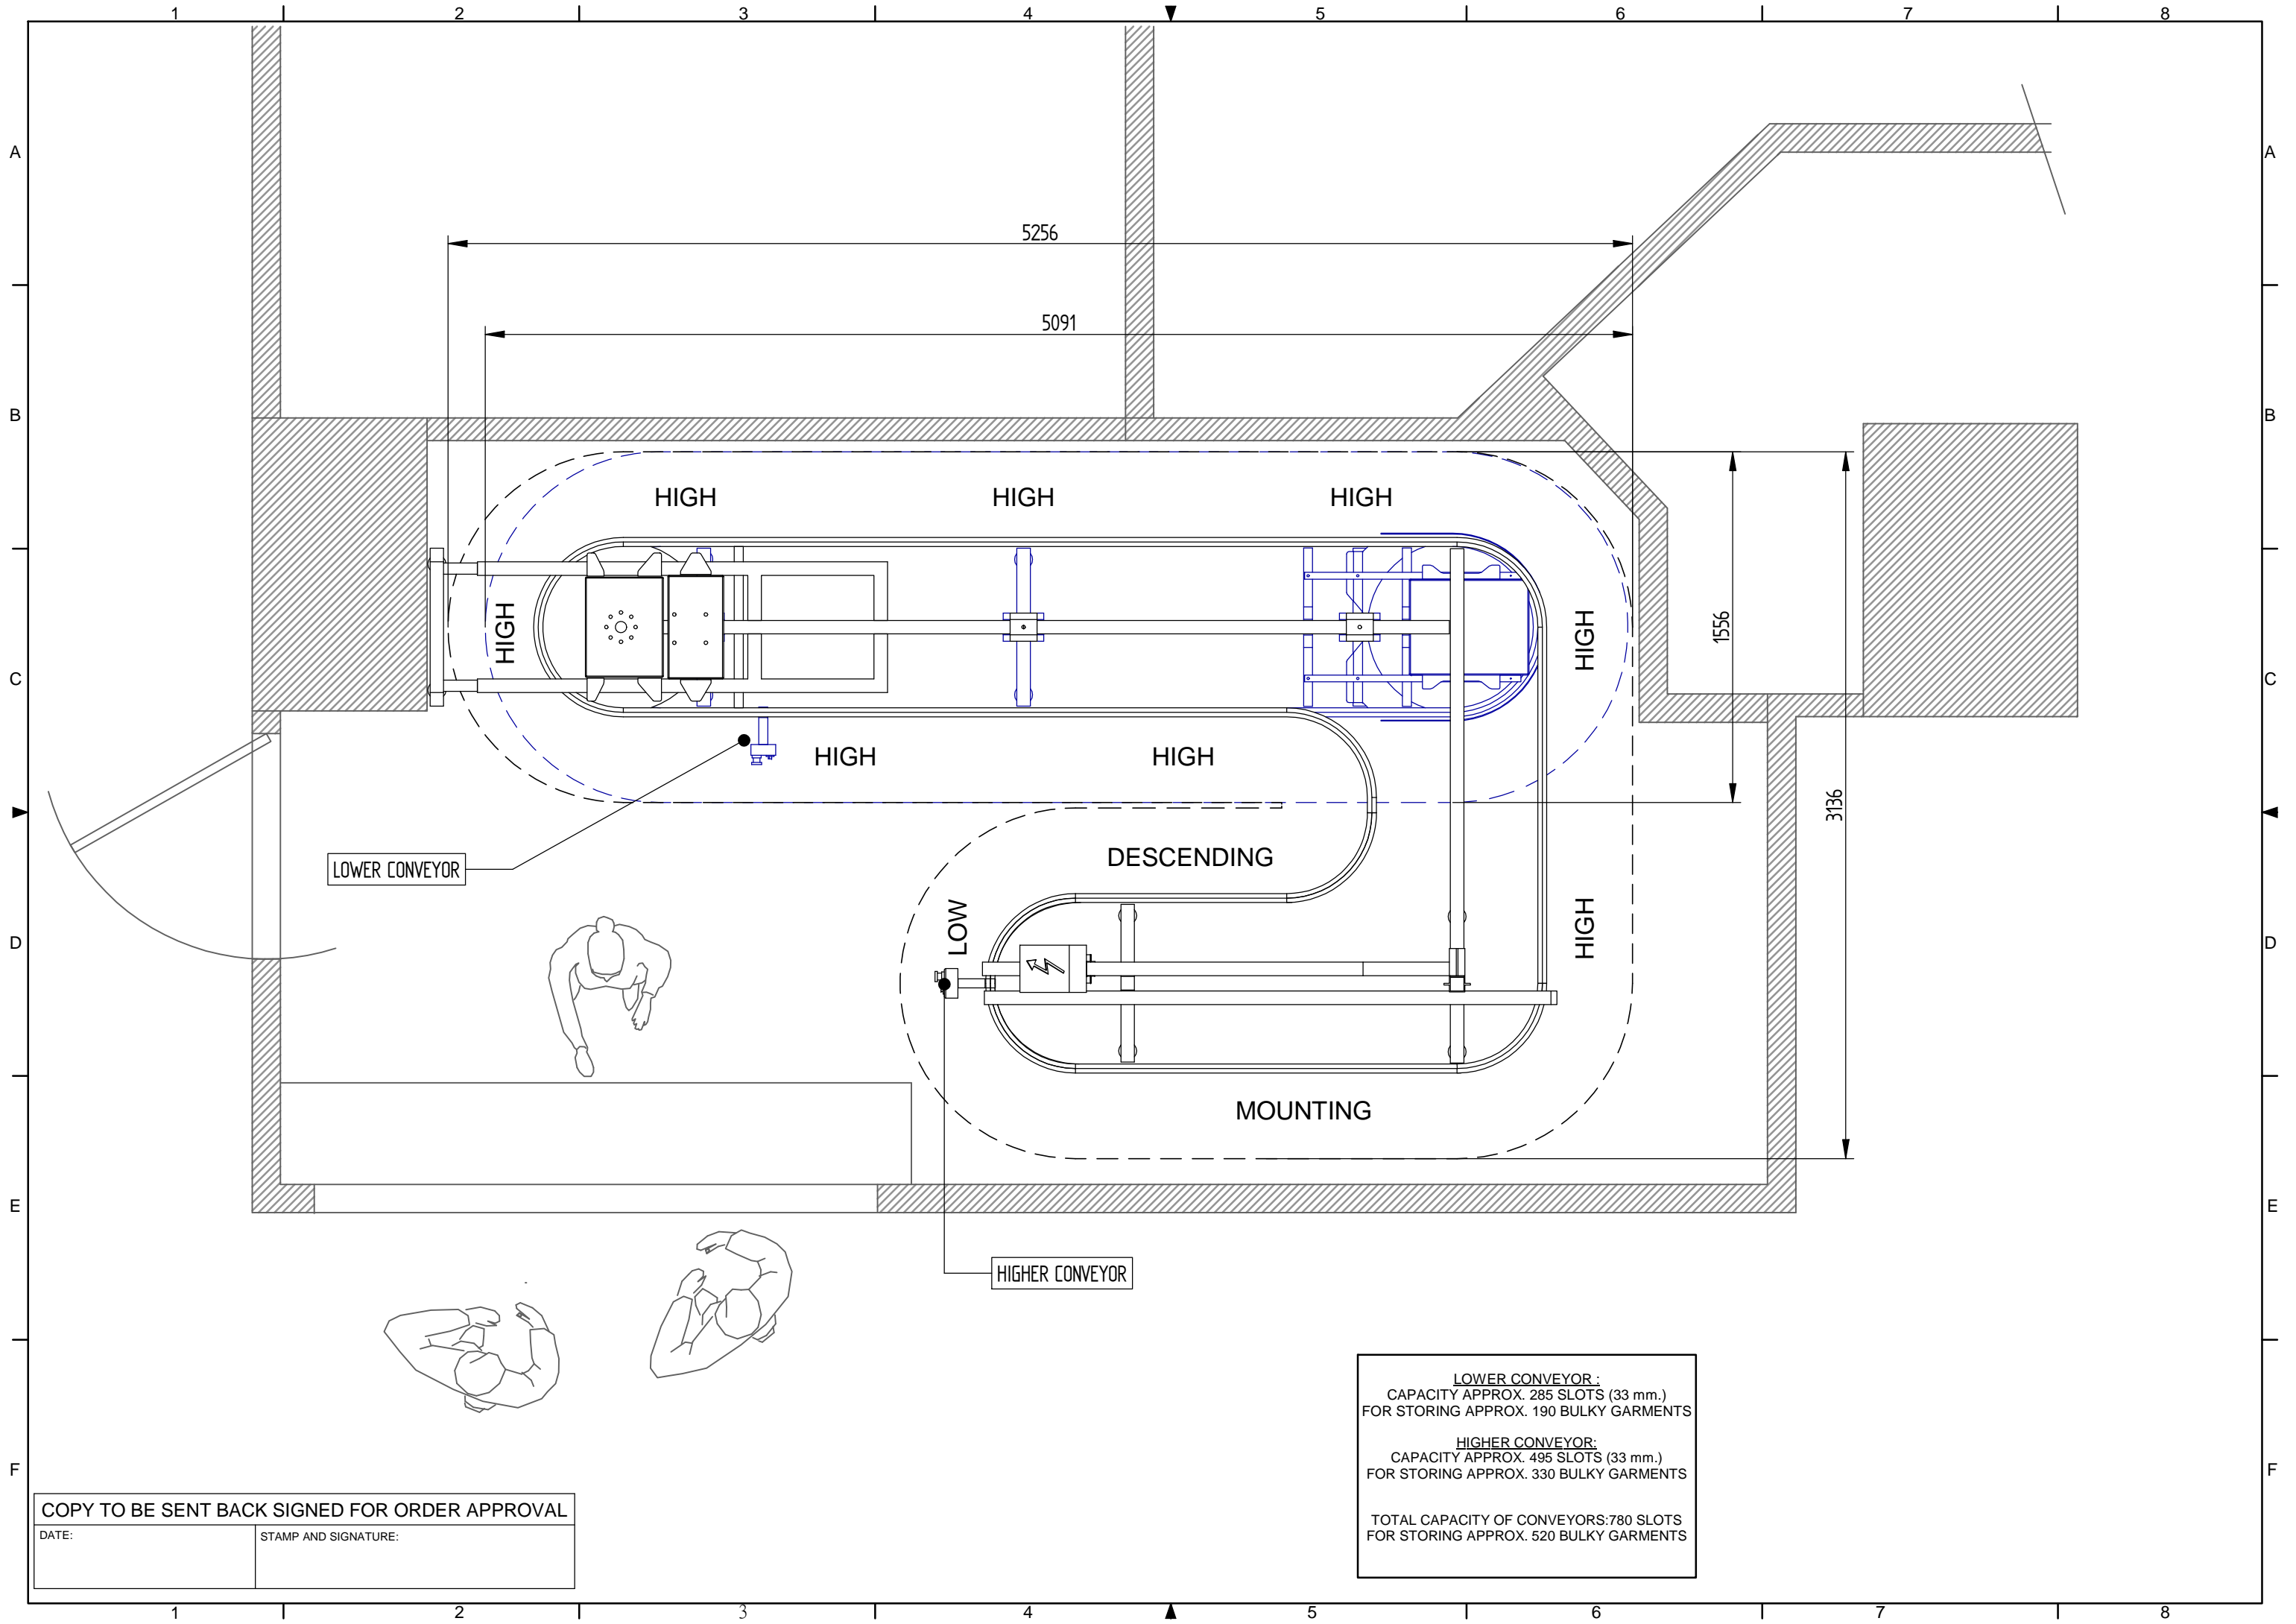 1 2 3 4 5 6 7 8
A A
5256
5091
B B
HIGH HIGH HIGH
HIGH
HIGH
1556
C C
HIGH HIGH
3136
LOWER CONVEYOR
DESCENDING
LOW
HIGH
D D
MOUNTING
E E
HIGHER CONVEYOR
LOWER CONVEYOR :
CAPACITY APPROX. 285 SLOTS (33 mm.)
FOR STORING APPROX. 190 BULKY GARMENTS
HIGHER CONVEYOR:
CAPACITY APPROX. 495 SLOTS (33 mm.)
FOR STORING APPROX. 330 BULKY GARMENTS
TOTAL CAPACITY OF CONVEYORS:780 SLOTS
FOR STORING APPROX. 520 BULKY GARMENTS
F F
COPY TO BE SENT BACK SIGNED FOR ORDER APPROVAL
DATE:
STAMP AND SIGNATURE:
1 2 3 4 5 6 7 8